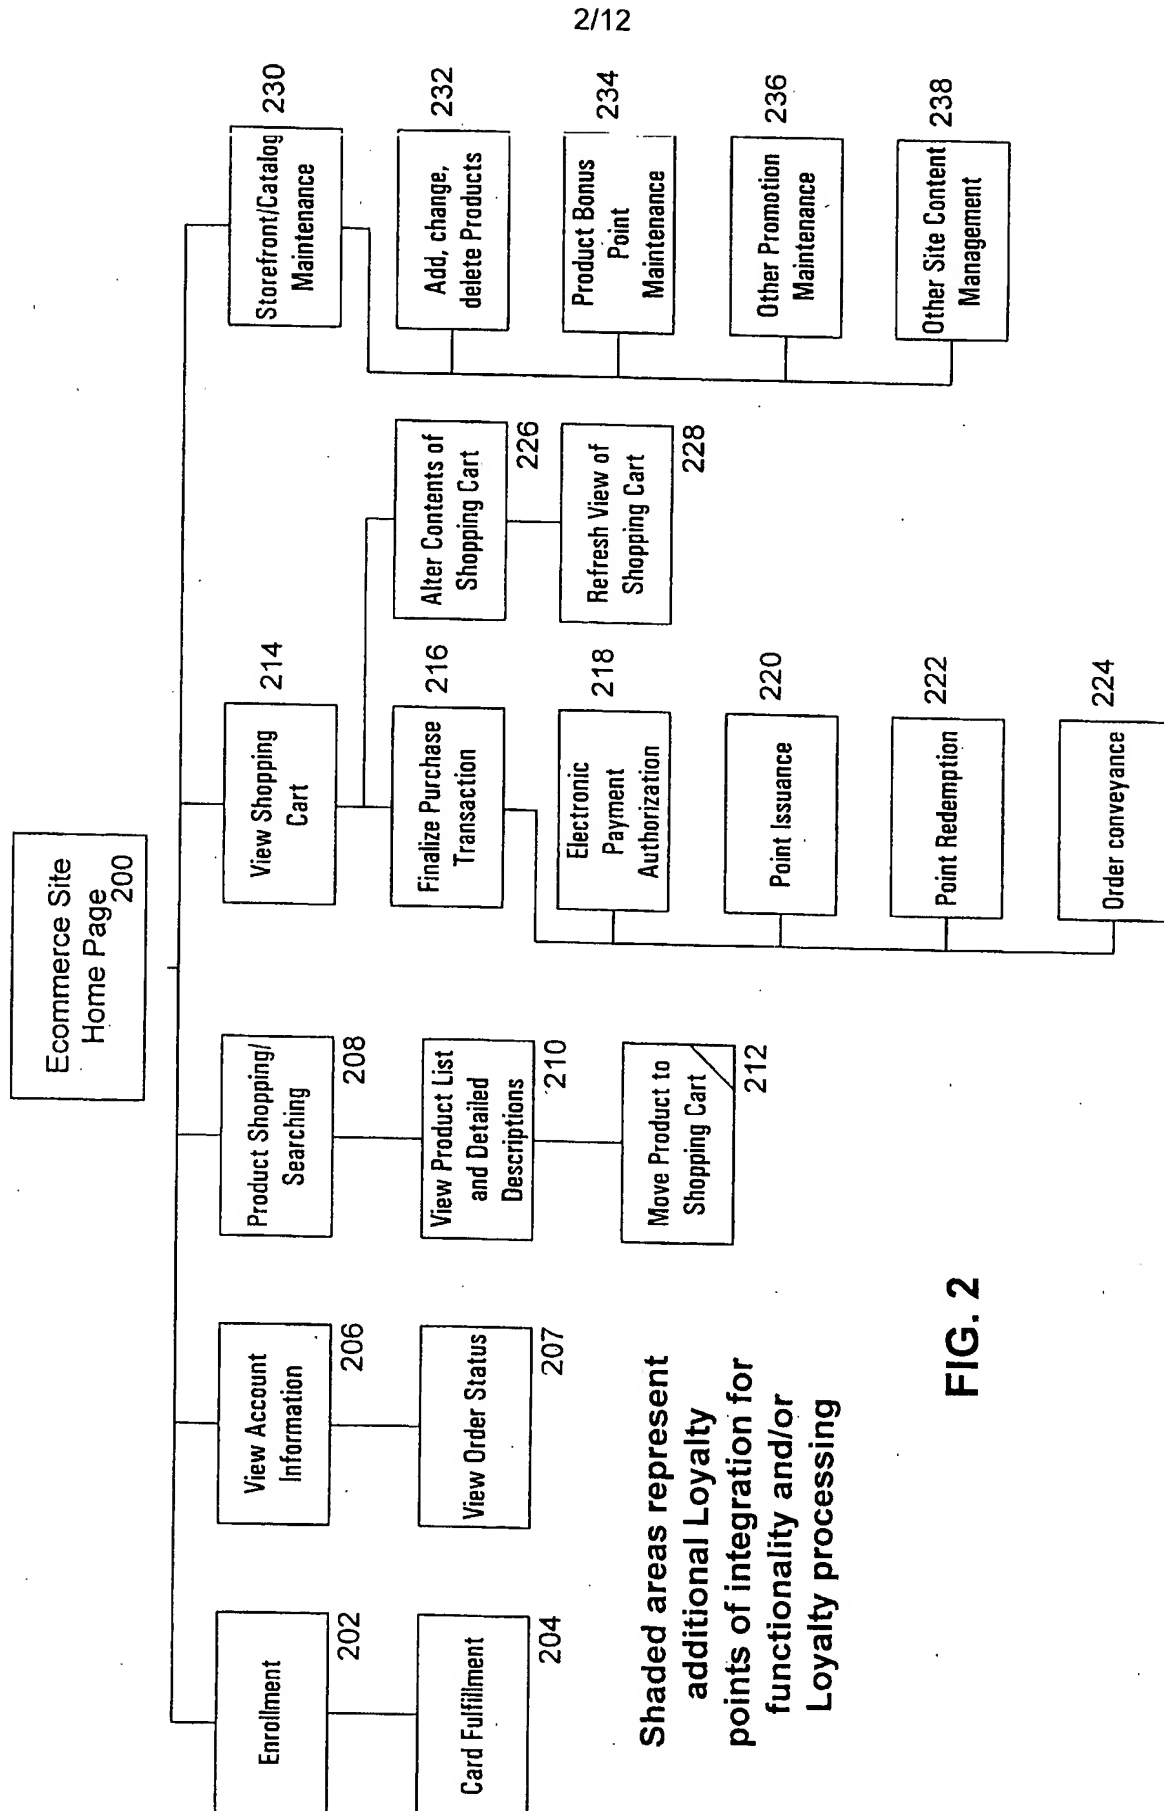 2/12
Ecommerce Site
Home Page
200
Enrollment
202
Card Fulfillment
204
View Account
Information
206
View Order Status
207
Product Shopping/
Searching
208
View Product List
and Detailed
Descriptions
210
Move Product to
Shopping Cart
212
View Shopping
Cart
214
Finalize Purchase
Transaction
216
Electronic
Payment
Authorization
218
Point Issuance
220
Point Redemption
222
Order conveyance
224
Alter Contents of
Shopping Cart
226
Refresh View of
Shopping Cart
228
Storefront/Catalog
Maintenance
230
Add, change,
delete Products
232
Product Bonus
Point
Maintenance
234
Other Promotion
Maintenance
236
Other Site Content
Management
238
Shaded areas represent
additional Loyalty
points of integration for
functionality and/or
Loyalty processing
FIG. 2